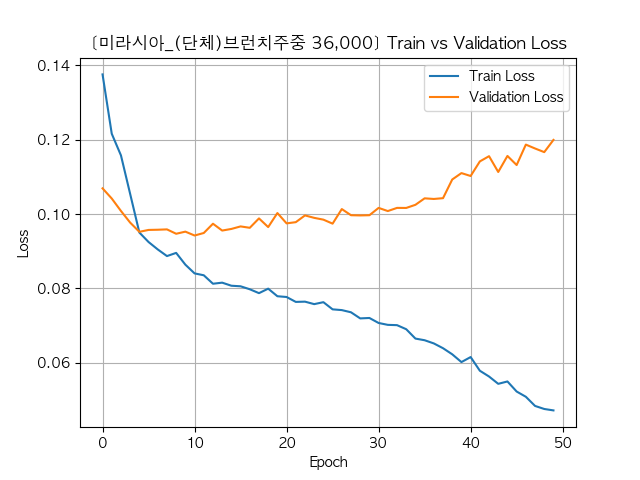 [미라시아_(단체)브런치주중 36,000] Train vs Validation Loss
Train Loss
Validation Loss
Loss
0.14
0.12
0.10
0.08
0.06
0
10
20
30
40
50
Epoch